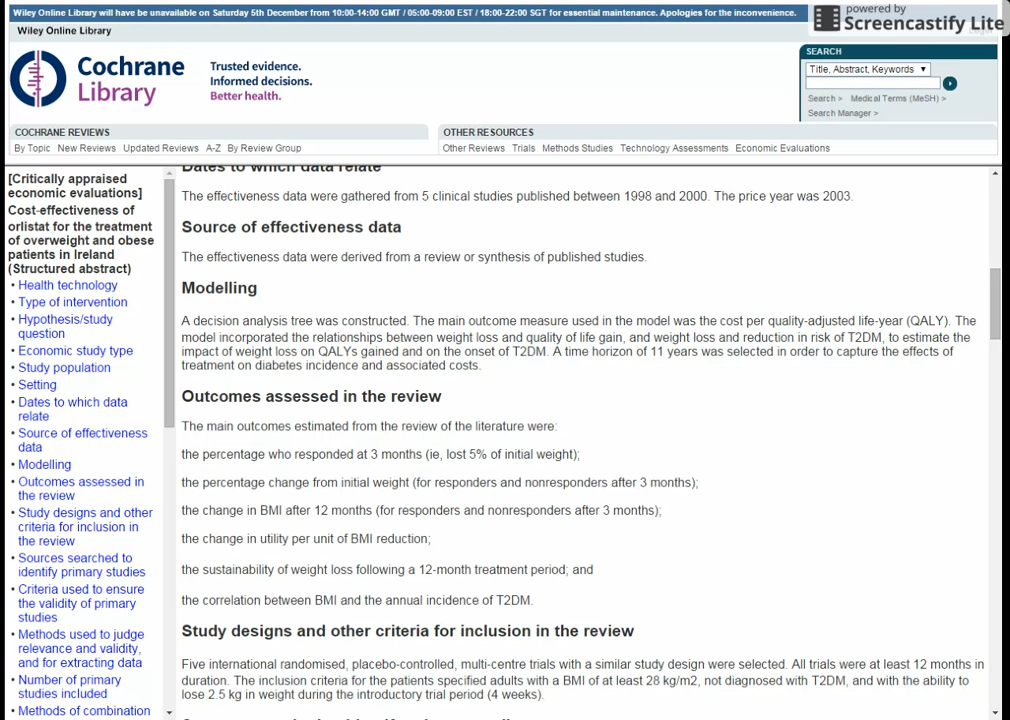 Wiley Online Library will have be unavailable on Saturday 5th December from 10:00-14:00 GMT / 05:00-09:00 EST / 18:00-22:00 SGT for essential maintenance. Apologies for the inconvenience.
powered by
Screencastify Lite
Wiley Online Library
Cochrane
Library
Trusted evidence.
Informed decisions.
Better health.
SEARCH
Title, Abstract, Keywords
Search > Medical Terms (MeSH) >
Search Manager >
COCHRANE REVIEWS
By Topic New Reviews Updated Reviews A-Z By Review Group
OTHER RESOURCES
Other Reviews Trials Methods Studies Technology Assessments Economic Evaluations
[Critically appraised
economic evaluations]
Cost-effectiveness of
orlistat for the treatment
of overweight and obese
patients in Ireland
(Structured abstract)
• Health technology
• Type of intervention
• Hypothesis/study
question
• Economic study type
• Study population
• Setting
• Dates to which data
relate
• Source of effectiveness
data
• Modelling
• Outcomes assessed in
the review
• Study designs and other
criteria for inclusion in
the review
• Sources searched to
identify primary studies
• Criteria used to ensure
the validity of primary
studies
• Methods used to judge
relevance and validity,
and for extracting data
• Number of primary
studies included
• Methods of combination
Dates to which data relate
The effectiveness data were gathered from 5 clinical studies published between 1998 and 2000. The price year was 2003.
Source of effectiveness data
The effectiveness data were derived from a review or synthesis of published studies.
Modelling
A decision analysis tree was constructed. The main outcome measure used in the model was the cost per quality-adjusted life-year (QALY). The
model incorporated the relationships between weight loss and quality of life gain, and weight loss and reduction in risk of T2DM, to estimate the
impact of weight loss on QALYs gained and on the onset of T2DM. A time horizon of 11 years was selected in order to capture the effects of
treatment on diabetes incidence and associated costs.
Outcomes assessed in the review
The main outcomes estimated from the review of the literature were:
the percentage who responded at 3 months (ie, lost 5% of initial weight);
the percentage change from initial weight (for responders and nonresponders after 3 months);
the change in BMI after 12 months (for responders and nonresponders after 3 months);
the change in utility per unit of BMI reduction;
the sustainability of weight loss following a 12-month treatment period; and
the correlation between BMI and the annual incidence of T2DM.
Study designs and other criteria for inclusion in the review
Five international randomised, placebo-controlled, multi-centre trials with a similar study design were selected. All trials were at least 12 months in
duration. The inclusion criteria for the patients specified adults with a BMI of at least 28 kg/m2, not diagnosed with T2DM, and with the ability to
lose 2.5 kg in weight during the introductory trial period (4 weeks).